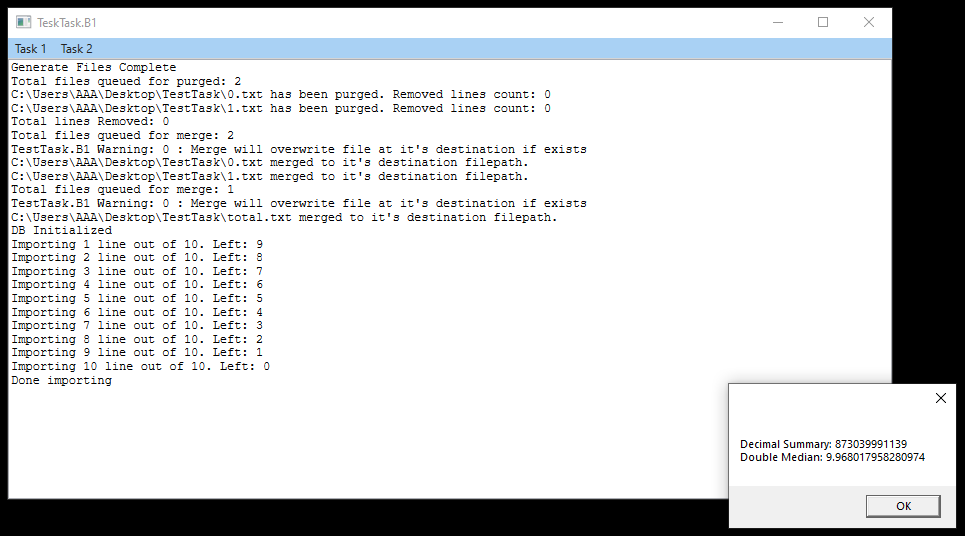 TeskTask.B1
Task 1 Task 2
Generate Files Complete
Total files queued for purged: 2
C:\Users\AAA\Desktop\TestTask\0.txt has been purged. Removed lines count: 0
C:\Users\AAA\Desktop\TestTask\1.txt has been purged. Removed lines count: 0
Total lines Removed: 0
Total files queued for merge: 2
TestTask.B1 Warning: 0 : Merge will overwrite file at it's destination if exists
C:\Users\AAA\Desktop\TestTask\0.txt merged to it's destination filepath.
C:\Users\AAA\Desktop\TestTask\1.txt merged to it's destination filepath.
Total files queued for merge: 1
TestTask.B1 Warning: 0 : Merge will overwrite file at it's destination if exists
C:\Users\AAA\Desktop\TestTask\total.txt merged to it's destination filepath.
DB Initialized
Importing 1 line out of 10. Left: 9
Importing 2 line out of 10. Left: 8
Importing 3 line out of 10. Left: 7
Importing 4 line out of 10. Left: 6
Importing 5 line out of 10. Left: 5
Importing 6 line out of 10. Left: 4
Importing 7 line out of 10. Left: 3
Importing 8 line out of 10. Left: 2
Importing 9 line out of 10. Left: 1
Importing 10 line out of 10. Left: 0
Done importing
Decimal Summary: 873039991139
Double Median: 9.968017958280974
OK